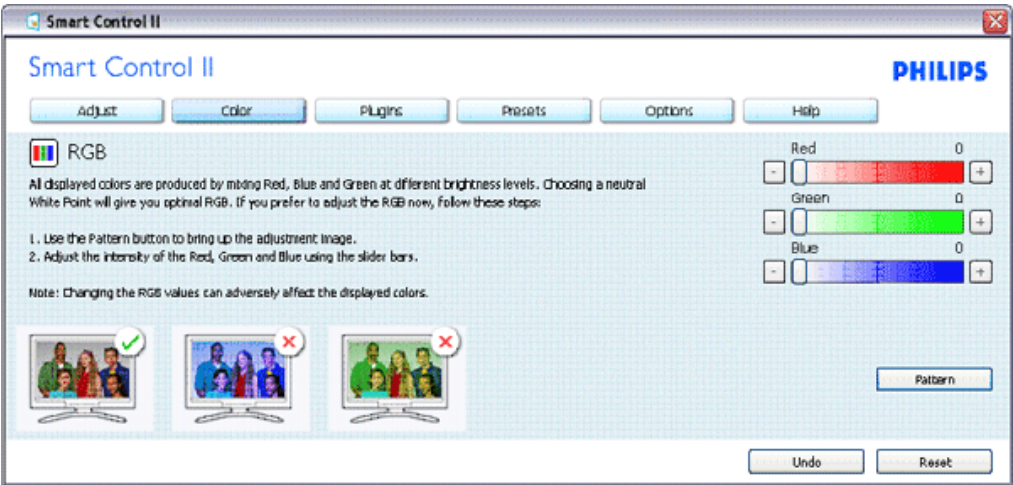 Smart Control II
Smart Control II
PHILIPS
Adjust Color Plugins Presets Options Help
RGB
All displayed colors are produced by mixing Red, Blue and Green at different brightness levels. Choosing a neutral
White Point will give you optimal RGB. If you prefer to adjust the RGB now, follow these steps:
1. Use the Pattern button to bring up the adjustment image.
2. Adjust the intensity of the Red, Green and Blue using the slider bars.
Note: Changing the RGB values can adversely affect the displayed colors.
Red 0
- +
Green 0
- +
Blue 0
- +
Pattern
Undo Reset